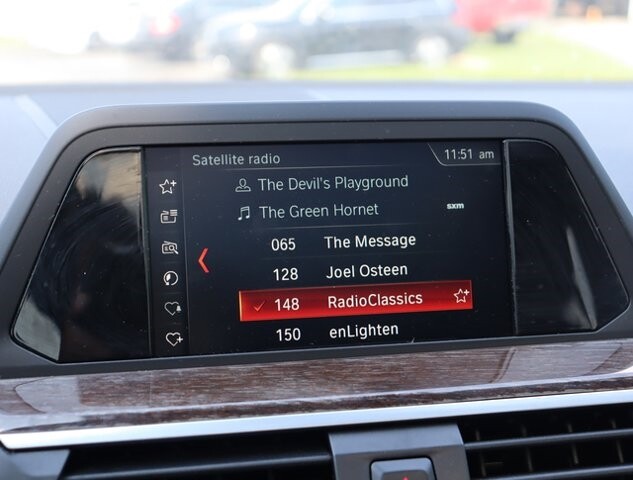 Satellite radio 11:51 am
The Devil's Playground
The Green Hornet sxm
065 The Message
128 Joel Osteen
148 RadioClassics
150 enLighten